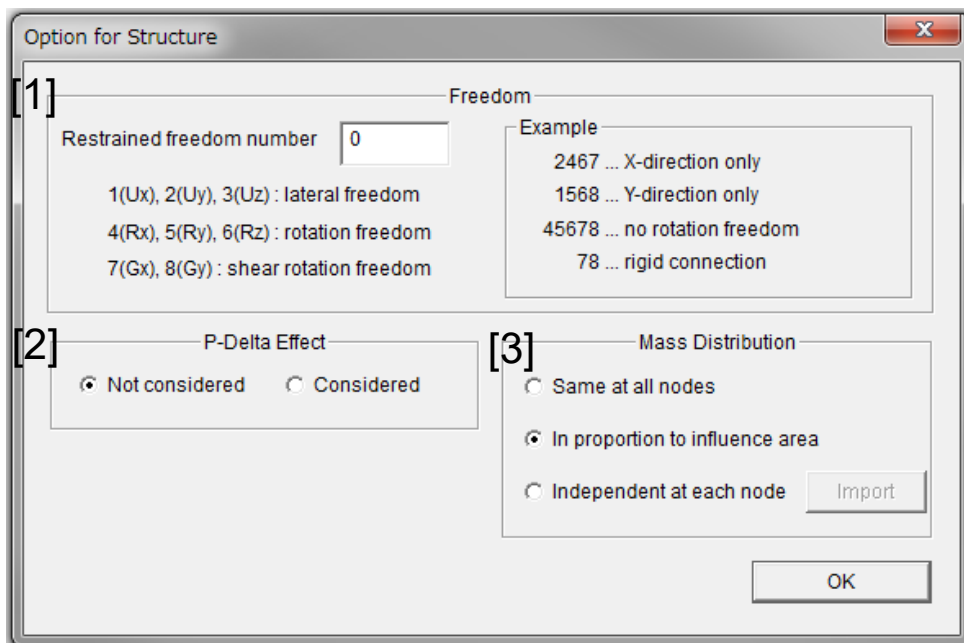 Option for Structure
[1]
Freedom
Restrained freedom number 0
1(Ux), 2(Uy), 3(Uz) : lateral freedom
4(Rx), 5(Ry), 6(Rz) : rotation freedom
7(Gx), 8(Gy) : shear rotation freedom
Example
2467 ... X-direction only
1568 ... Y-direction only
45678 ... no rotation freedom
78 ... rigid connection
[2]
P-Delta Effect
Not considered Considered
[3]
Mass Distribution
Same at all nodes
In proportion to influence area
Independent at each node Import
OK